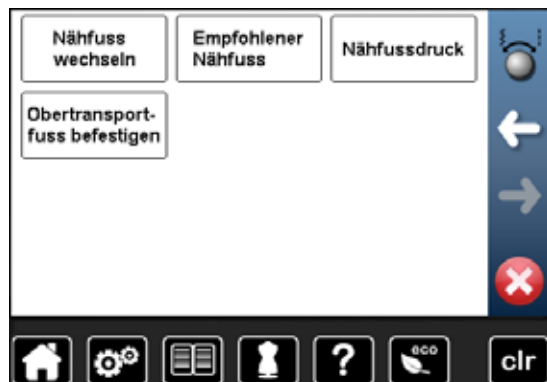 Nähfuss
wechseln
Empfohlener
Nähfuss
Nähfussdruck
Obertransport-
fuss befestigen
?
eco
clr